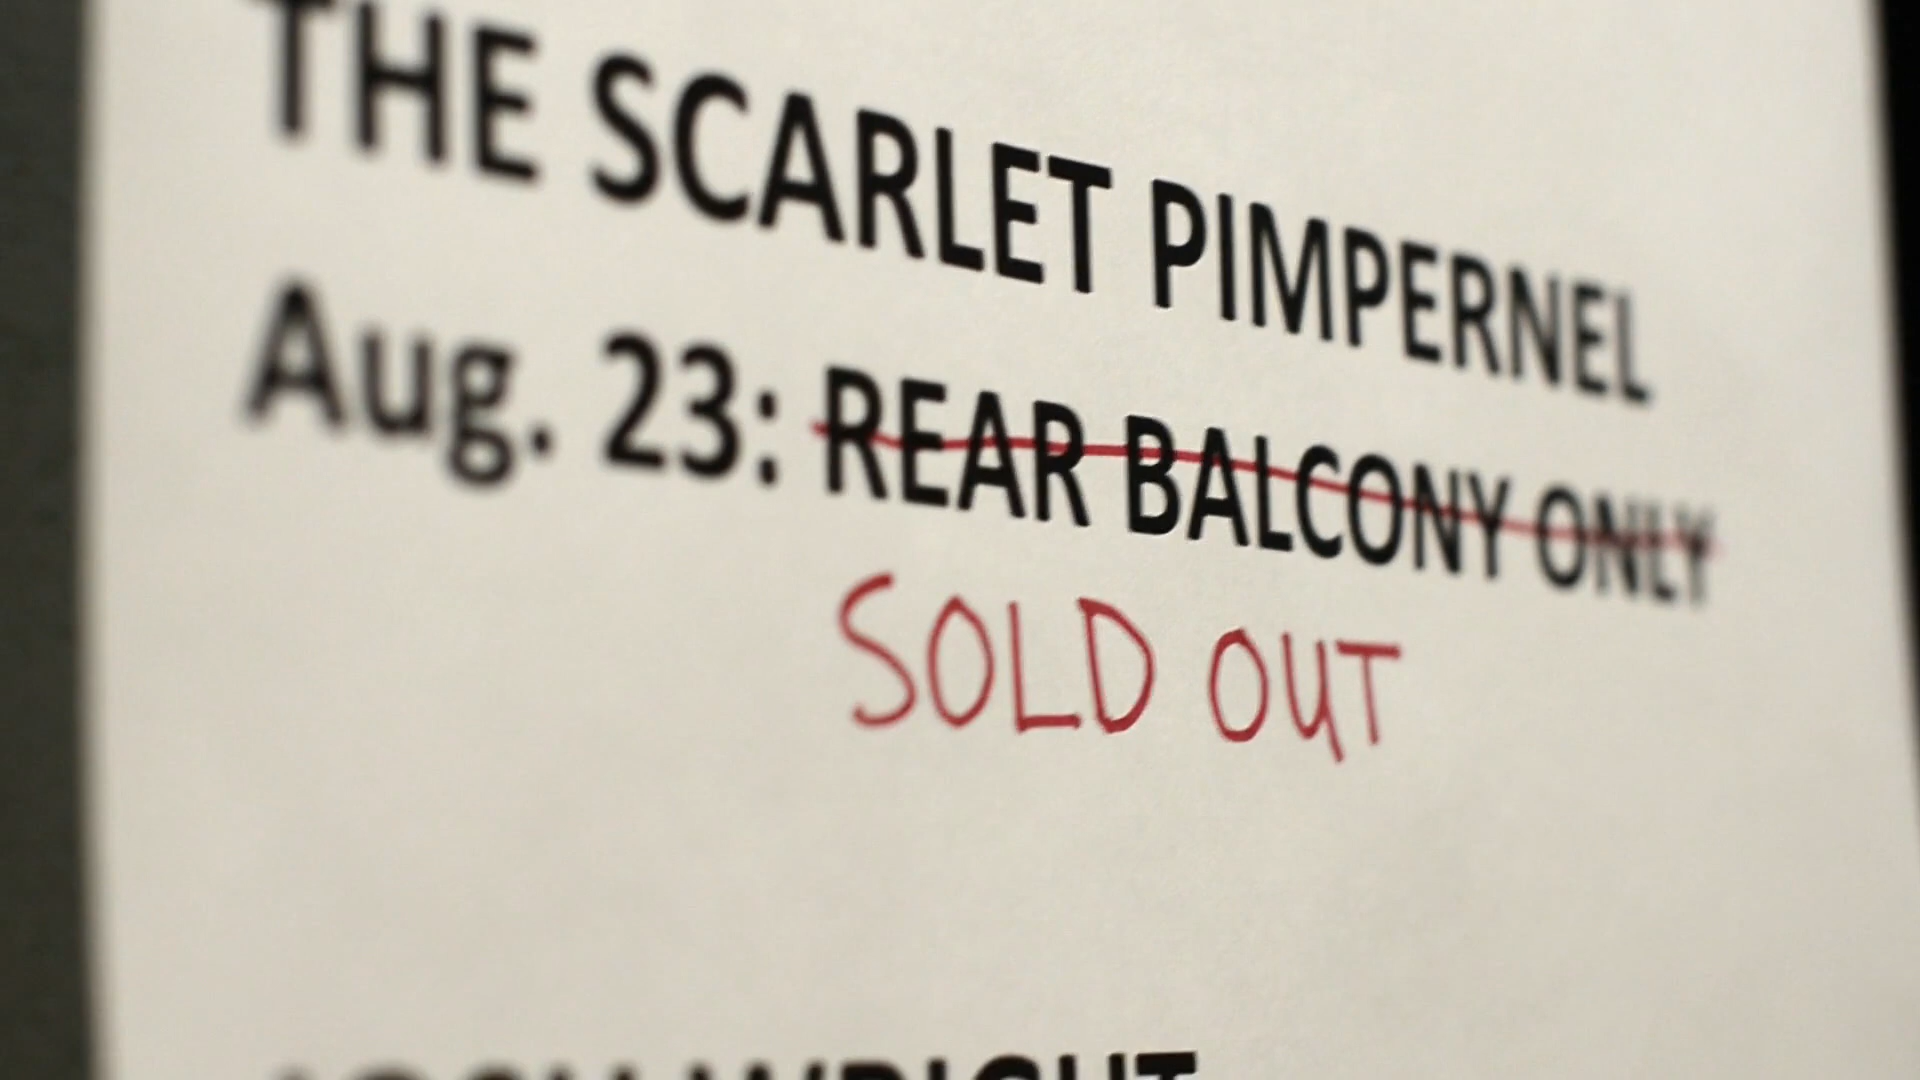 THE SCARLET PIMPERNEL
Aug. 23: REAR BALCONY ONLY
SOLD OUT